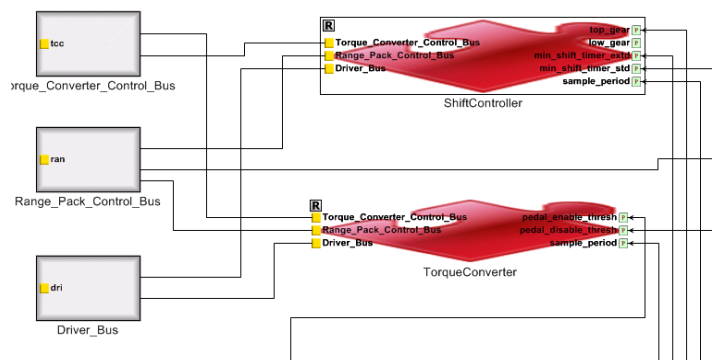 tcc
orque_Converter_Control_Bus
ran
Range_Pack_Control_Bus
dri
Driver_Bus
R
Torque_Converter_Control_Bus
Range_Pack_Control_Bus
Driver_Bus
top_gear P
low_gear P
min_shift_timer_extd P
min_shift_timer_std P
sample_period P
ShiftController
R
Torque_Converter_Control_Bus
Range_Pack_Control_Bus
Driver_Bus
pedal_enable_thresh P
pedal_disable_thresh P
sample_period P
TorqueConverter